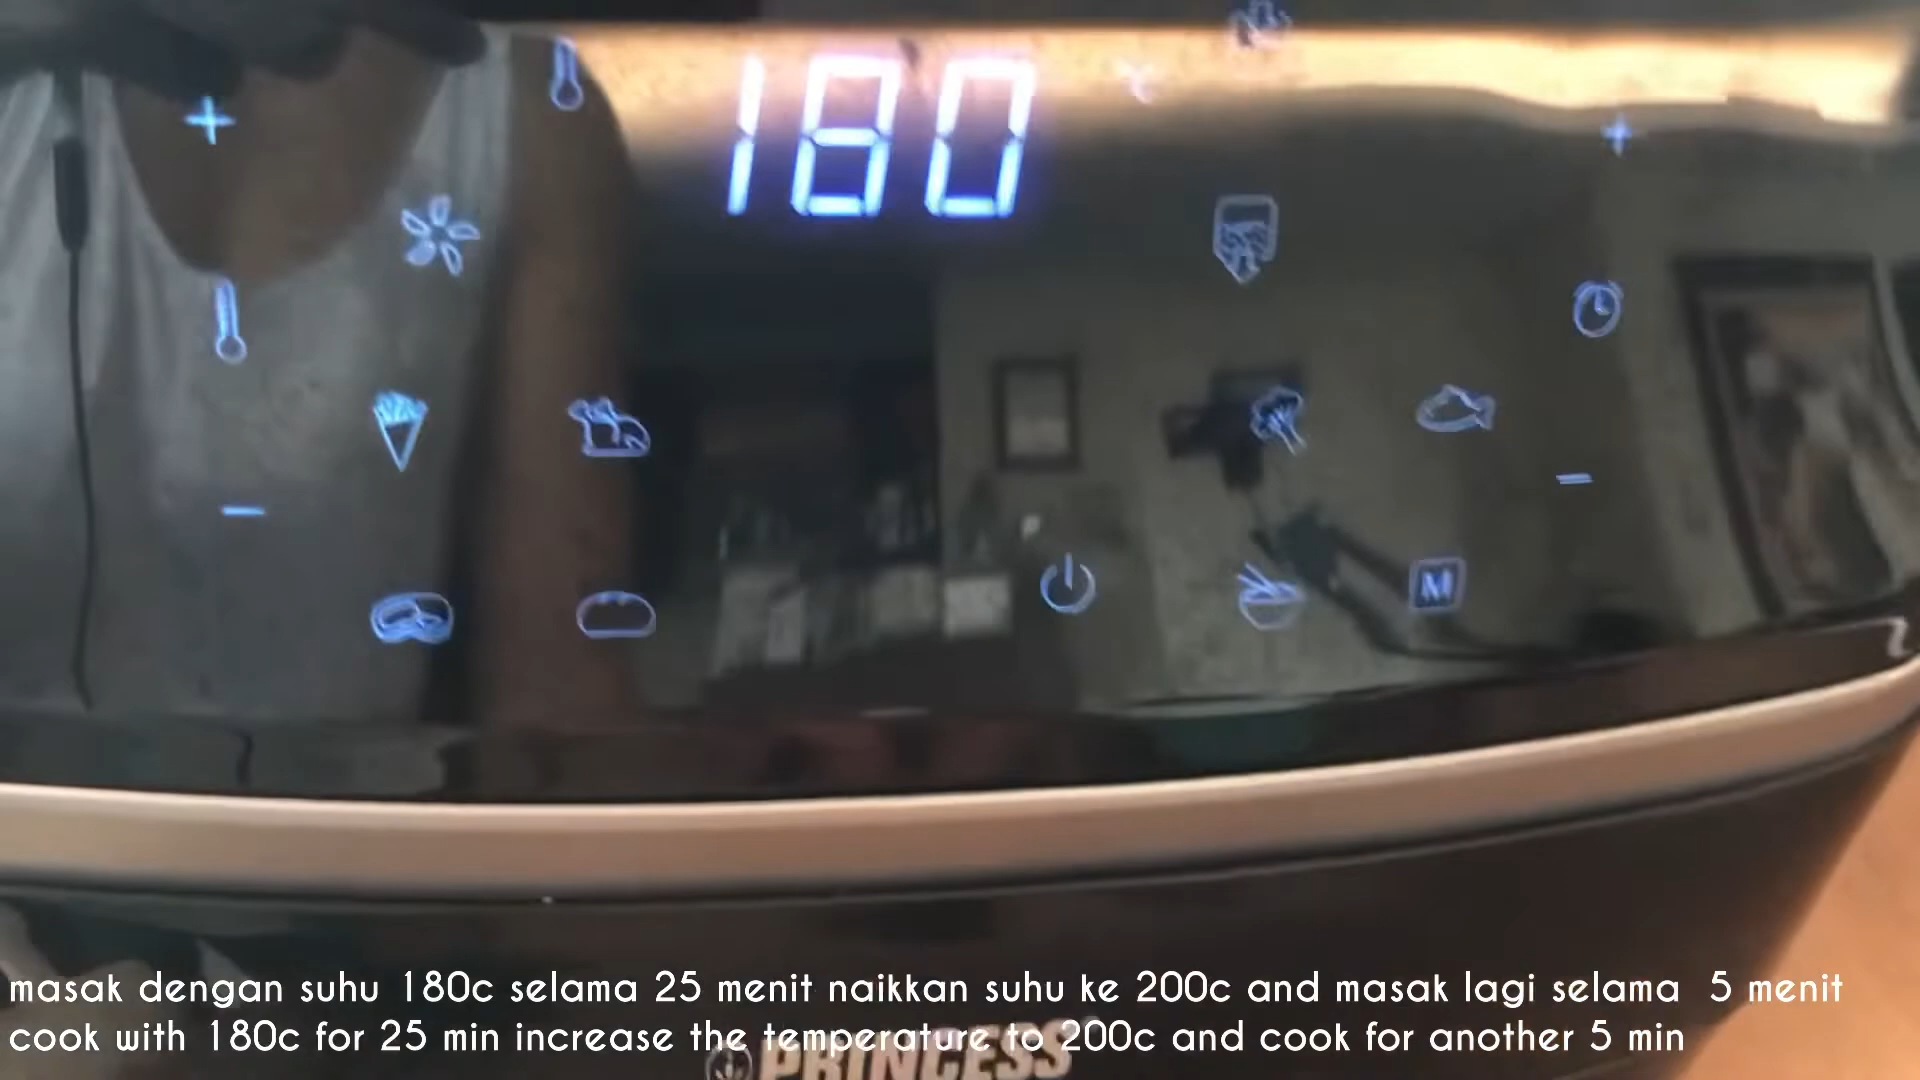 180 °C
M
masak dengan suhu 180c selama 25 menit naikkan suhu ke 200c and masak lagi selama 5 menit
cook with 180c for 25 min increase the temperature to 200c and cook for another 5 min
PRINCESS